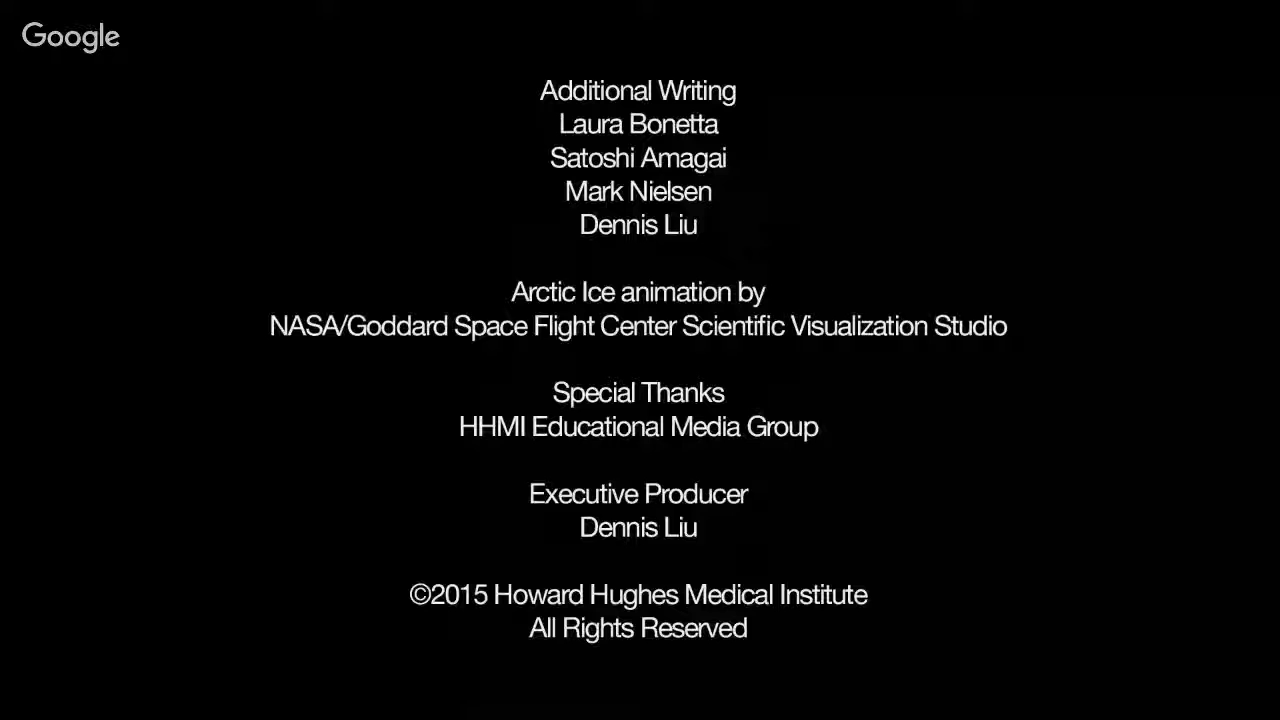 Google
Additional Writing
Laura Bonetta
Satoshi Amagai
Mark Nielsen
Dennis Liu
Arctic Ice animation by
NASA/Goddard Space Flight Center Scientific Visualization Studio
Special Thanks
HHMI Educational Media Group
Executive Producer
Dennis Liu
©2015 Howard Hughes Medical Institute
All Rights Reserved